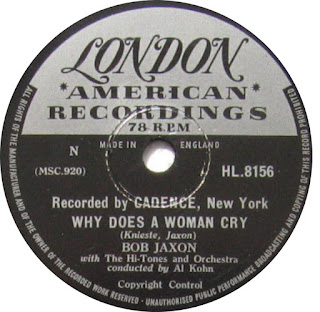 LONDON
*AMERICAN*
RECORDINGS
78 R.P.M
MADE IN ENGLAND
N
(MSC.920)
HL.8156
Recorded by CADENCE, New York
WHY DOES A WOMAN CRY
(Knieste, Jaxon)
BOB JAXON
with The Hi-Tones and Orchestra
conducted by Al Kohn
Copyright Control
ALL RIGHTS OF THE MANUFACTURER AND OF THE OWNER OF THE RECORDED WORK RESERVED - UNAUTHORISED PUBLIC PERFORMANCE BROADCASTING AND COPYING OF THIS RECORD PROHIBITED